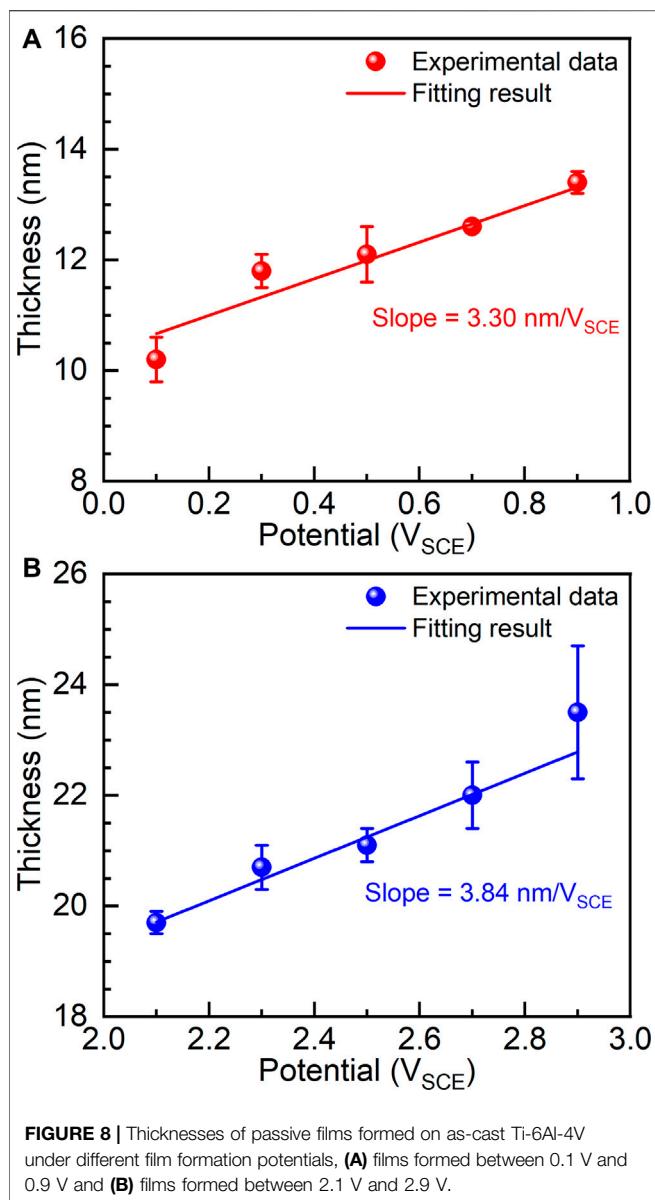 A
16
Experimental data
Fitting result
14
12
Slope = 3.30 nm/V_SCE
10
8
Thickness (nm)
0.0 0.2 0.4 0.6 0.8 1.0
Potential (V_SCE)
B
26
Experimental data
Fitting result
24
22
Slope = 3.84 nm/V_SCE
20
18
Thickness (nm)
2.0 2.2 2.4 2.6 2.8 3.0
Potential (V_SCE)
FIGURE 8 | Thicknesses of passive films formed on as-cast Ti-6Al-4V
under different film formation potentials, (A) films formed between 0.1 V and
0.9 V and (B) films formed between 2.1 V and 2.9 V.